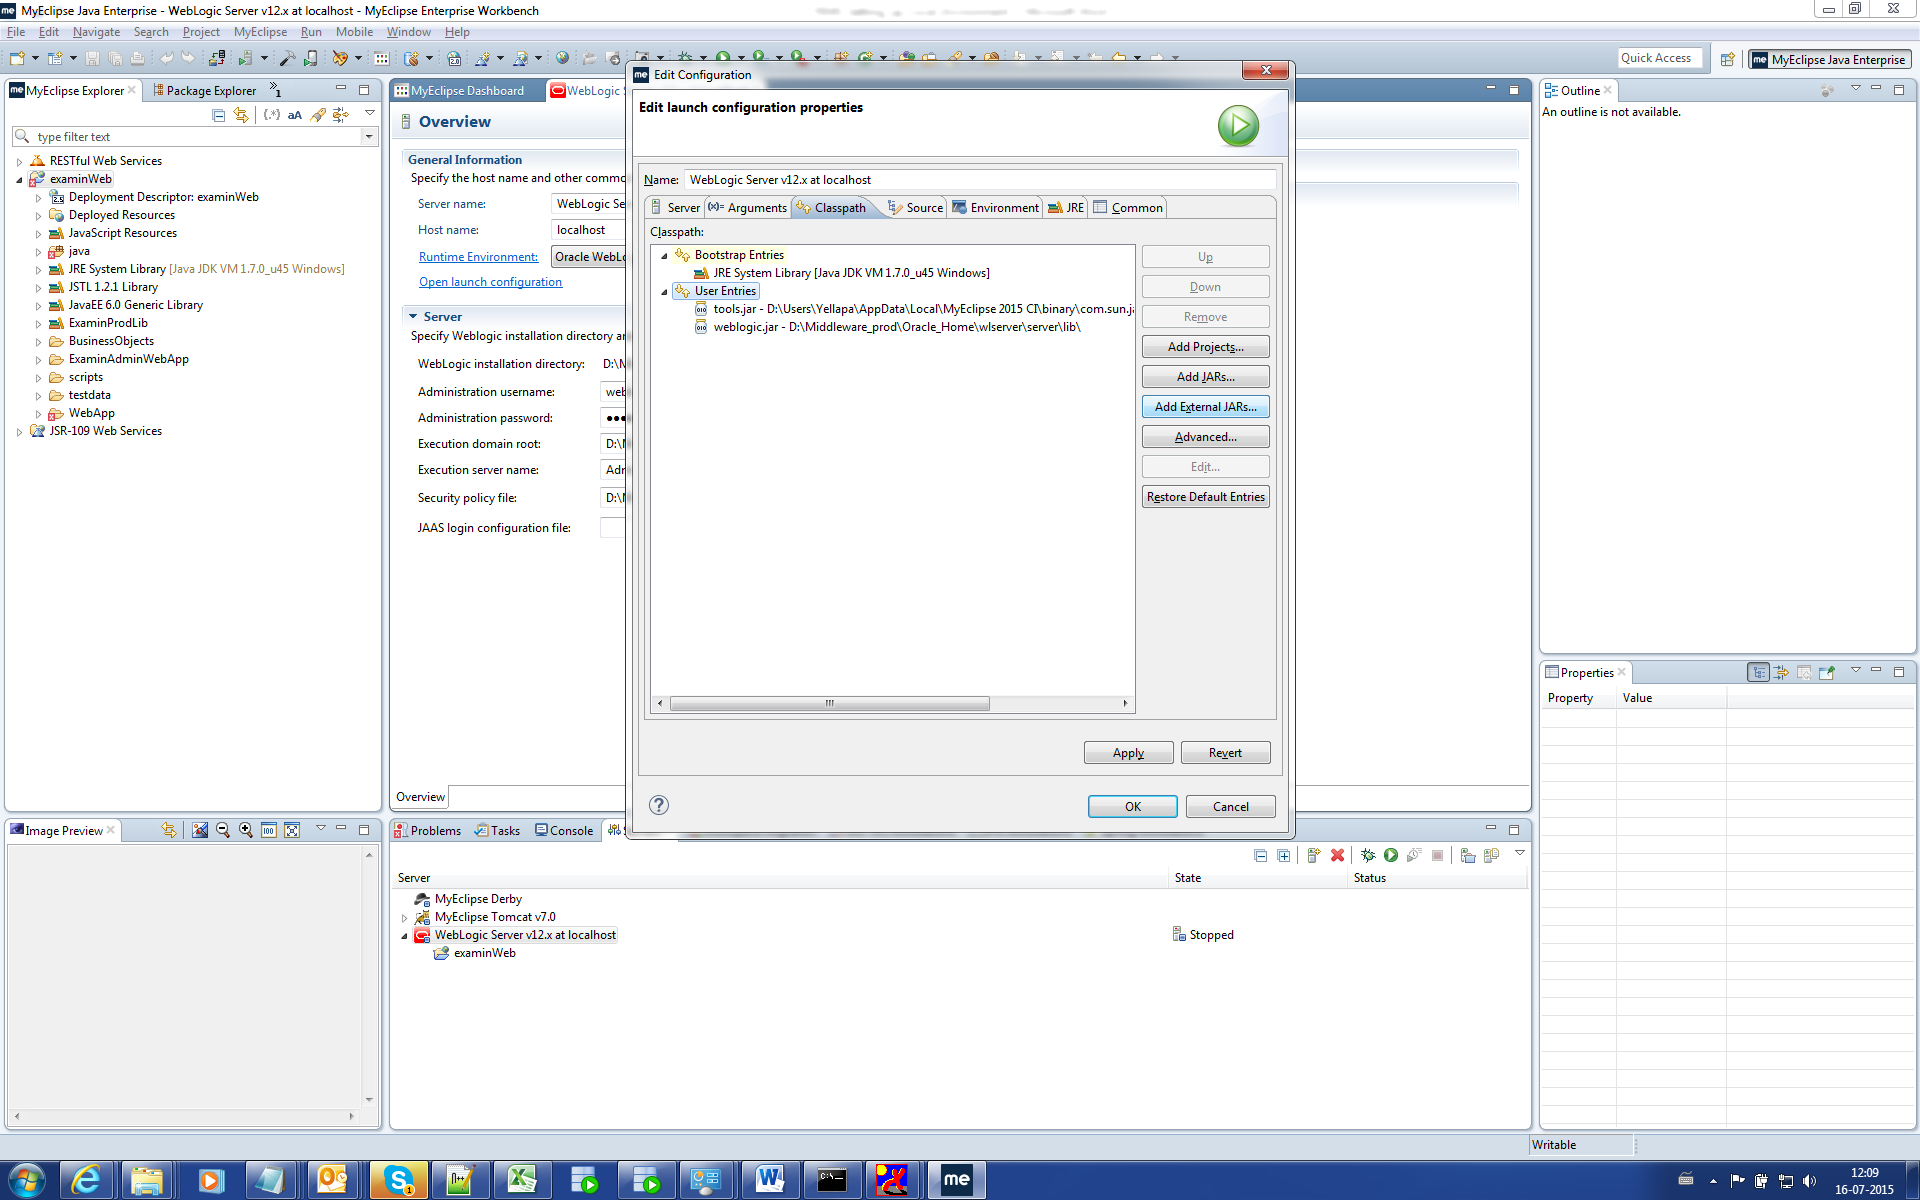 MyEclipse Java Enterprise - WebLogic Server v12.x at localhost - MyEclipse Enterprise Workbench
File Edit Navigate Search Project MyEclipse Run Mobile Window Help
Quick Access
MyEclipse Java Enterprise
MyEclipse Explorer
Package Explorer
type filter text
RESTful Web Services
examinWeb
Deployment Descriptor: examinWeb
Deployed Resources
JavaScript Resources
java
JRE System Library [Java JDK VM 1.7.0_u45 Windows]
JSTL 1.2.1 Library
JavaEE 6.0 Generic Library
ExaminProdLib
BusinessObjects
ExaminAdminWebApp
scripts
testdata
WebApp
JSR-109 Web Services
MyEclipse Dashboard
WebLogic
Overview
General Information
Specify the host name and other
Server name:
WebLogic Se
Host name:
localhost
Runtime Environment:
Oracle
Open launch configuration
Server
Specify Weblogic installation directory
WebLogic installation directory:
Administration username:
Administration password:
Execution domain root:
Execution server name:
Security policy file:
JAAS login configuration file:
Overview
Edit Configuration
Edit launch configuration properties
Name: WebLogic Server v12.x at localhost
Server Arguments Classpath Source Environment JRE Common
Classpath:
Bootstrap Entries
JRE System Library [Java JDK VM 1.7.0_u45 Windows]
User Entries
tools.jar - D:\Users\Yellapa\AppData\Local\MyEclipse 2015 CI\binary\com.sun.ja
weblogic.jar - D:\Middleware_prod\Oracle_Home\wlserver\server\lib\
Up
Down
Remove
Add Projects...
Add JARs...
Add External JARs...
Advanced...
Edit...
Restore Default Entries
Apply
Revert
OK
Cancel
Outline
An outline is not available.
Properties
Property Value
Image Preview
Problems Tasks Console
Server State Status
MyEclipse Derby
MyEclipse Tomcat v7.0
WebLogic Server v12.x at localhost
Stopped
examinWeb
Writable
12:09
16-07-2015